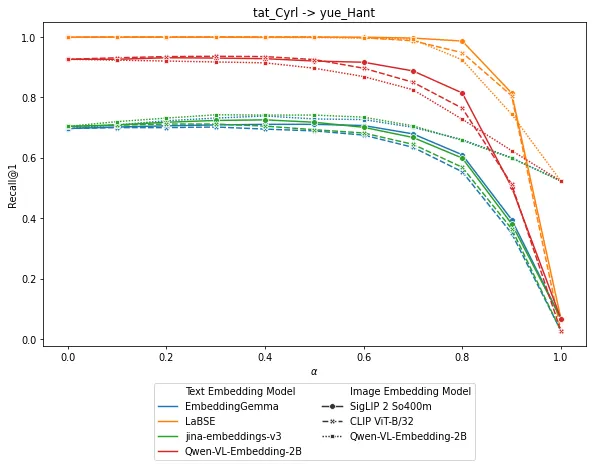 tat_Cyrl -> yue_Hant
1.0
0.8
0.6
0.4
0.2
0.0
Recall@1
0.0 0.2 0.4 0.6 0.8 1.0
α
Text Embedding Model Image Embedding Model
EmbeddingGemma SigLIP 2 So400m
LaBSE CLIP ViT-B/32
jina-embeddings-v3 Qwen-VL-Embedding-2B
Qwen-VL-Embedding-2B